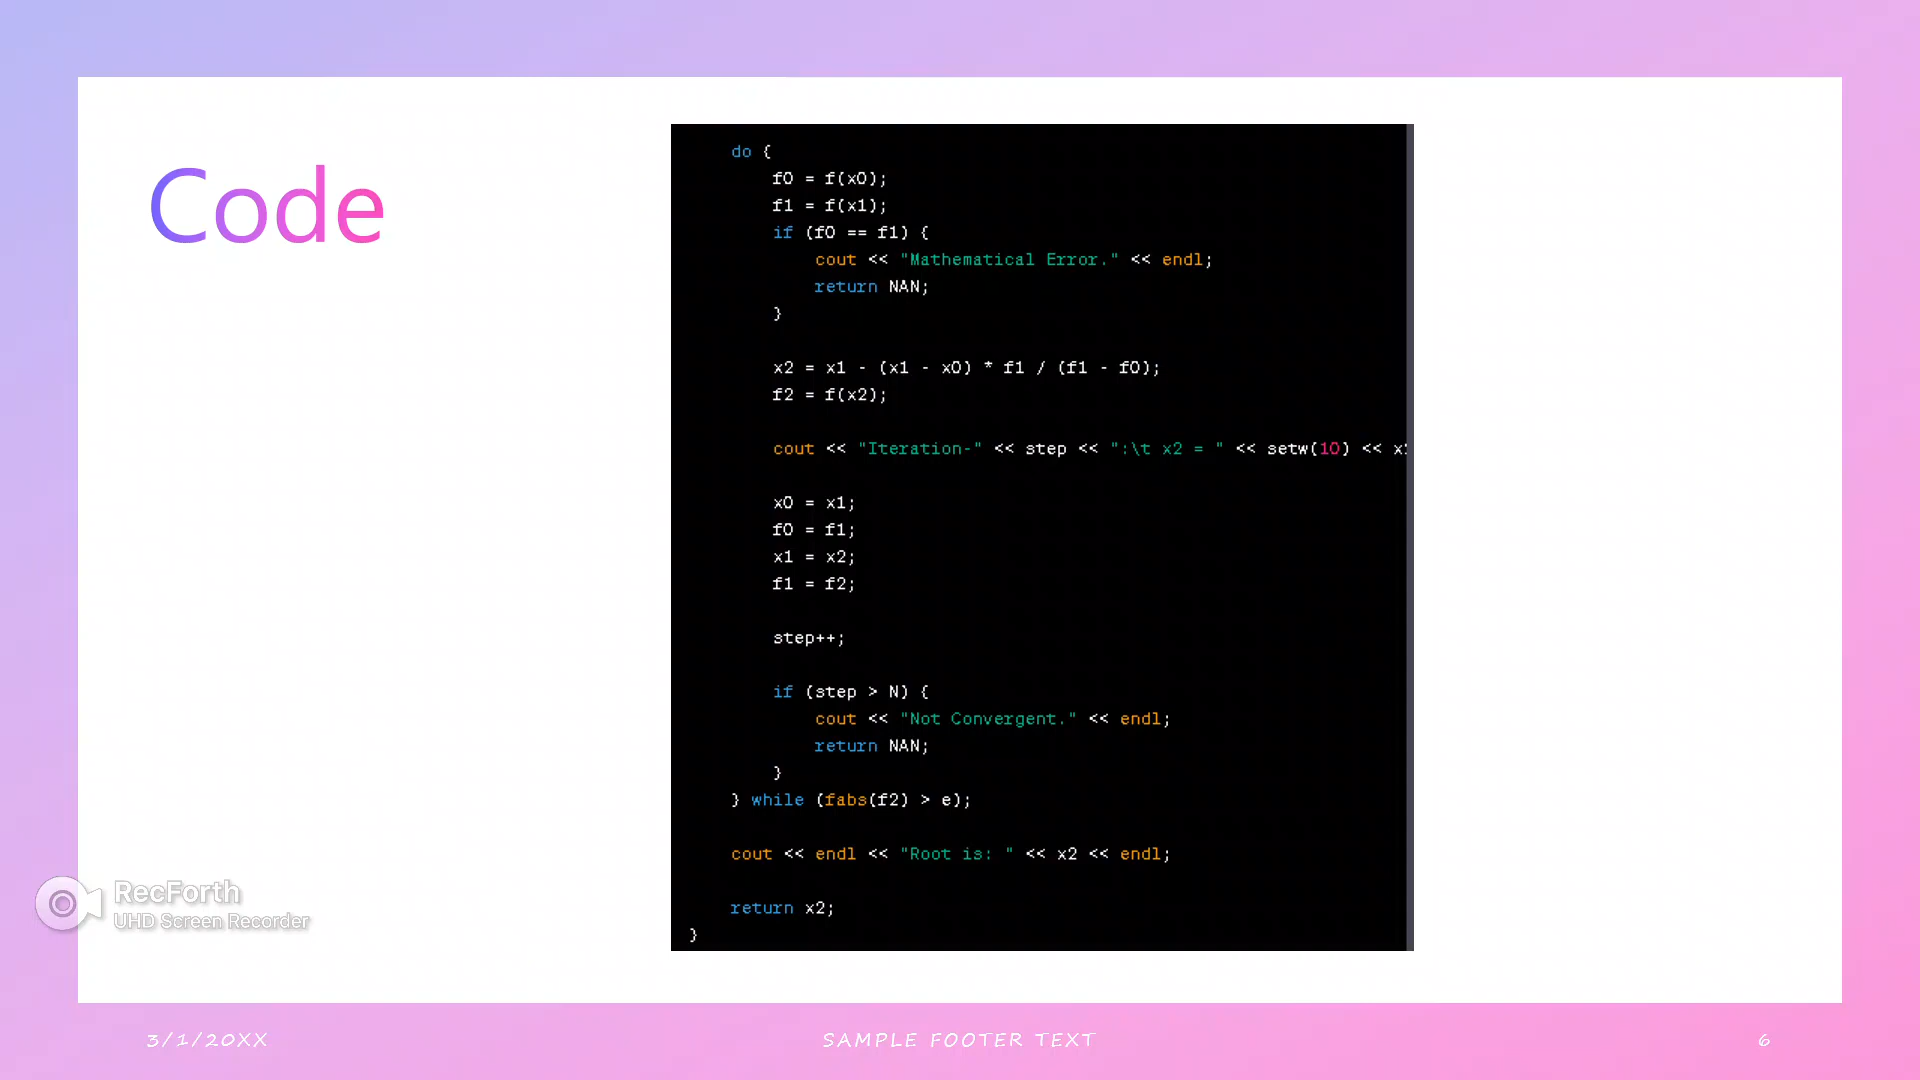 Code
do {
f0 = f(x0);
f1 = f(x1);
if (f0 == f1) {
cout << "Mathematical Error." << endl;
return NAN;
}
x2 = x1 - (x1 - x0) * f1 / (f1 - f0);
f2 = f(x2);
cout << "Iteration-" << step << ":\t x2 = " << setw(10) << x
x0 = x1;
f0 = f1;
x1 = x2;
f1 = f2;
step++;
if (step > N) {
cout << "Not Convergent." << endl;
return NAN;
}
} while (fabs(f2) > e);
cout << endl << "Root is: " << x2 << endl;
return x2;
}
RecForth
UHD Screen Recorder
3/1/20XX
SAMPLE FOOTER TEXT
6